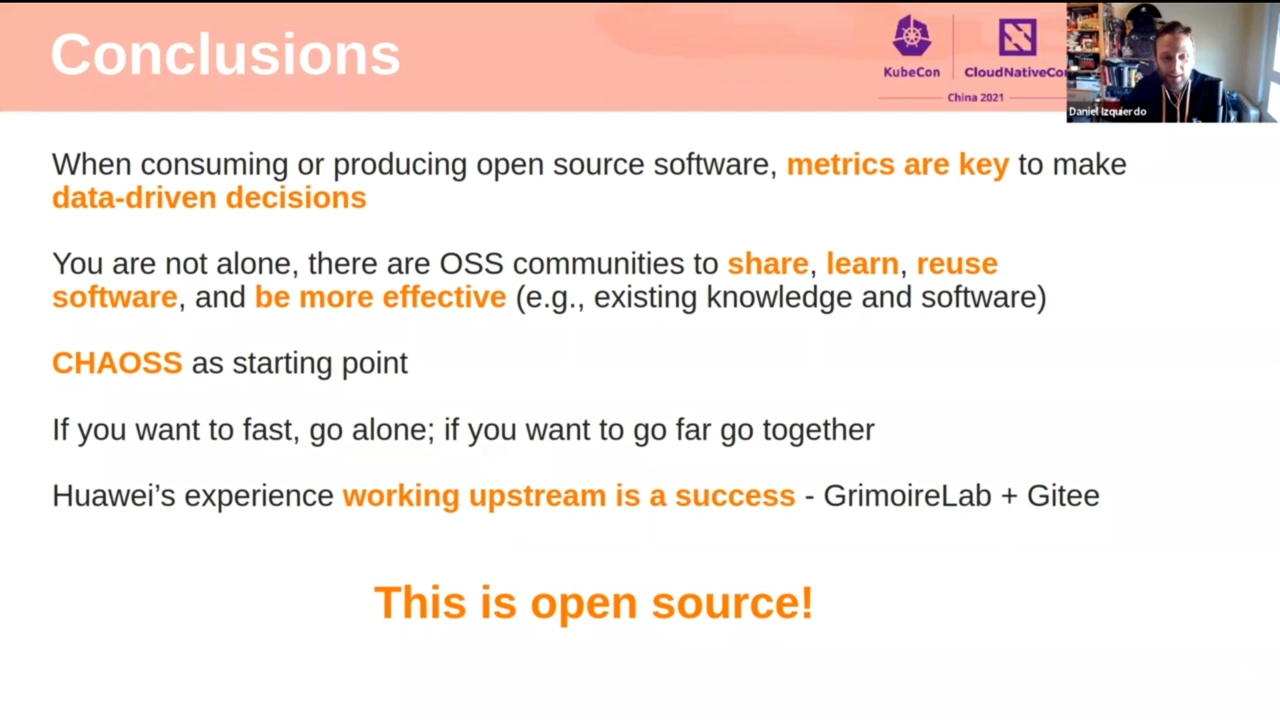 Conclusions
KubeCon
CloudNativeCo
China 2021
Daniel Izquierdo
When consuming or producing open source software, metrics are key to make
data-driven decisions
You are not alone, there are OSS communities to share, learn, reuse
software, and be more effective (e.g., existing knowledge and software)
CHAOSS as starting point
If you want to fast, go alone; if you want to go far go together
Huawei’s experience working upstream is a success - GrimoireLab + Gitee
This is open source!